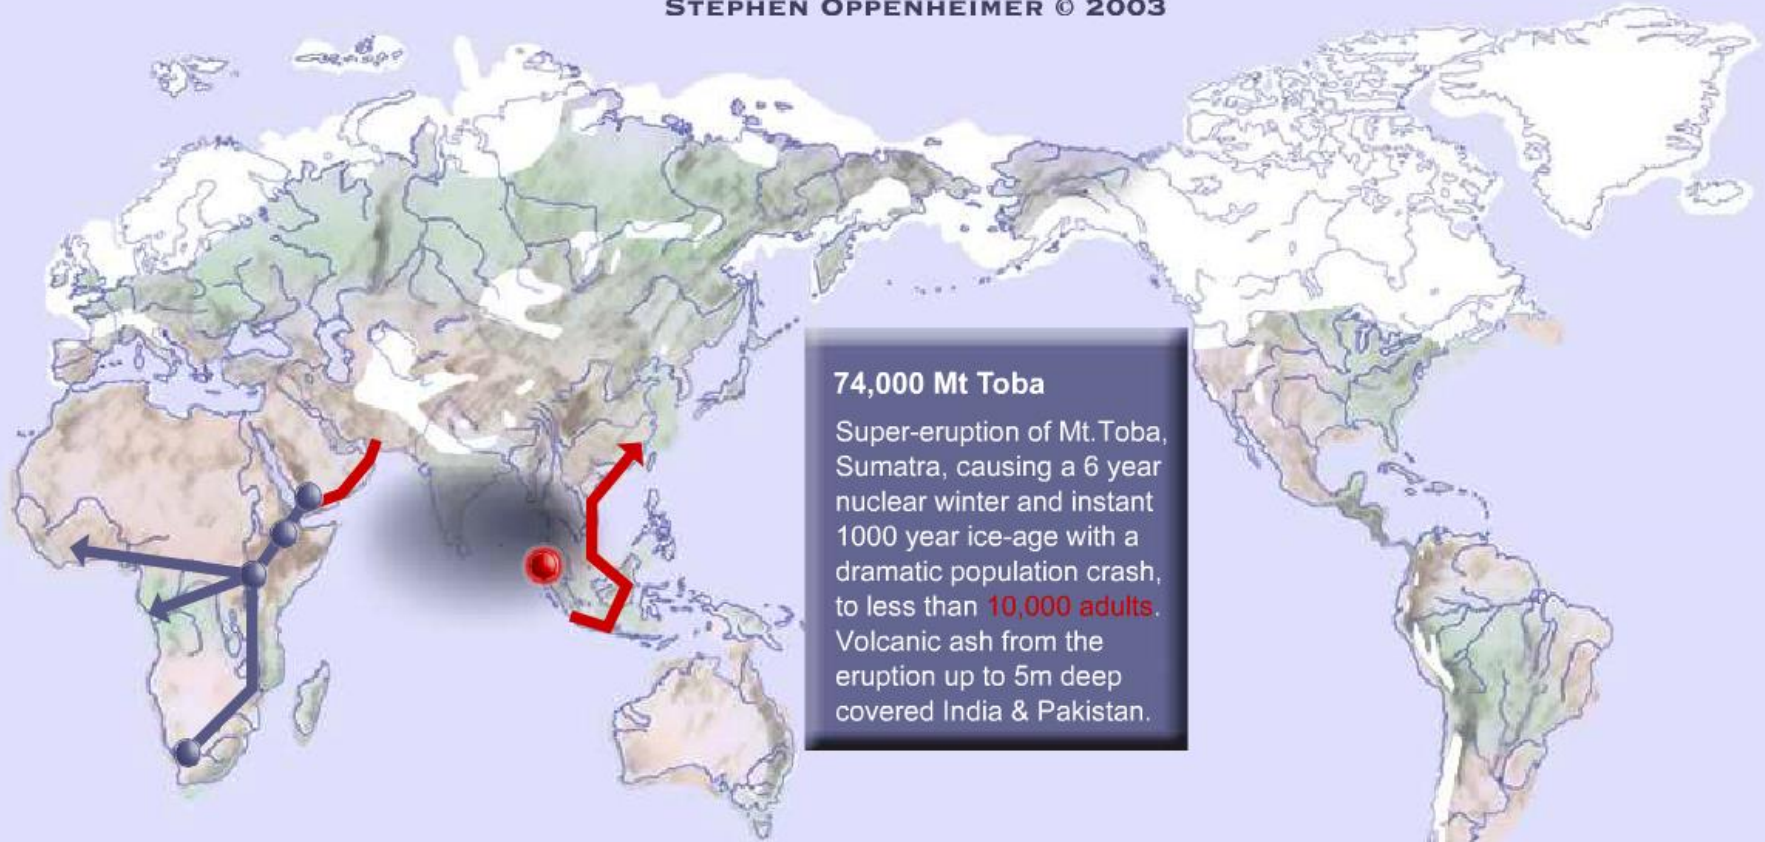 STEPHEN OPPENHEIMER © 2003
74,000 Mt Toba
Super-eruption of Mt.Toba,
Sumatra, causing a 6 year
nuclear winter and instant
1000 year ice-age with a
dramatic population crash,
to less than 10,000 adults.
Volcanic ash from the
eruption up to 5m deep
covered India & Pakistan.